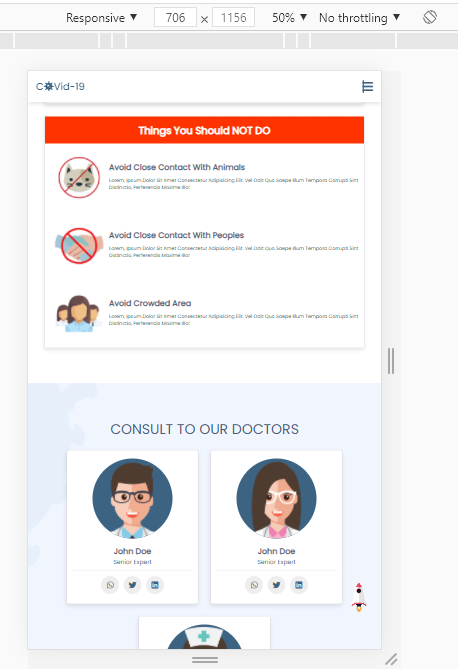 Responsive ▼ 706 × 1156 50% ▼ No throttling ▼
C Vid-19
Things You Should NOT DO
Avoid Close Contact With Animals
Lorem, Ipsum Dolor Sit Amet Consectetur Adipisicing Elit. Vel Odit Quo Saepe Illum Tempora Corrupti Sint
Distinctio, Perferendis Maxime Illo!
Avoid Close Contact With Peoples
Lorem, Ipsum Dolor Sit Amet Consectetur Adipisicing Elit. Vel Odit Quo Saepe Illum Tempora Corrupti Sint
Distinctio, Perferendis Maxime Illo!
Avoid Crowded Area
Lorem, Ipsum Dolor Sit Amet Consectetur Adipisicing Elit. Vel Odit Quo Saepe Illum Tempora Corrupti Sint
Distinctio, Perferendis Maxime Illo!
CONSULT TO OUR DOCTORS
John Doe John Doe
Senior Expert Senior Expert